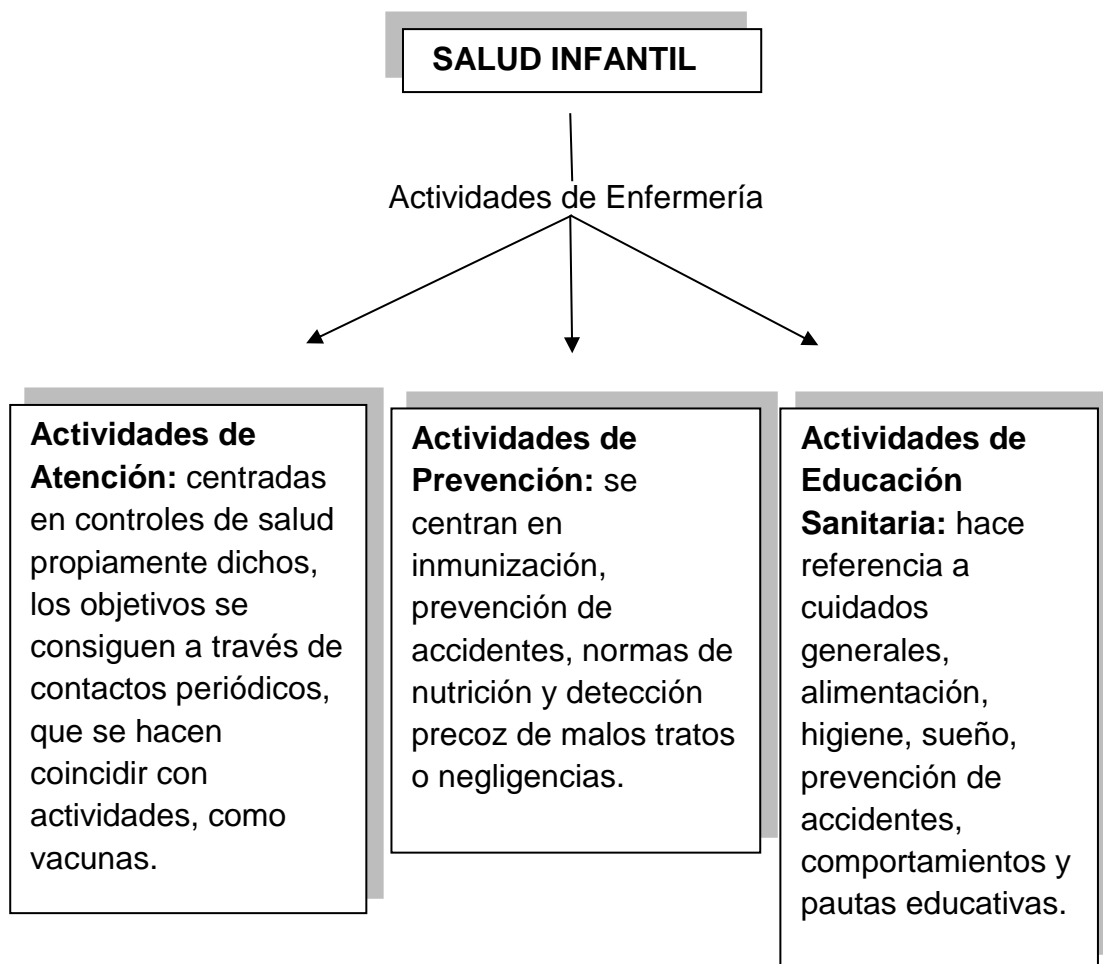 SALUD INFANTIL
Actividades de Enfermería
Actividades de
Atención: centradas
en controles de salud
propiamente dichos,
los objetivos se
consiguen a través de
contactos periódicos,
que se hacen
coincidir con
actividades, como
vacunas.
Actividades de
Prevención: se
centran en
inmunización,
prevención de
accidentes, normas de
nutrición y detección
precoz de malos tratos
o negligencias.
Actividades de
Educación
Sanitaria: hace
referencia a
cuidados
generales,
alimentación,
higiene, sueño,
prevención de
accidentes,
comportamientos y
pautas educativas.